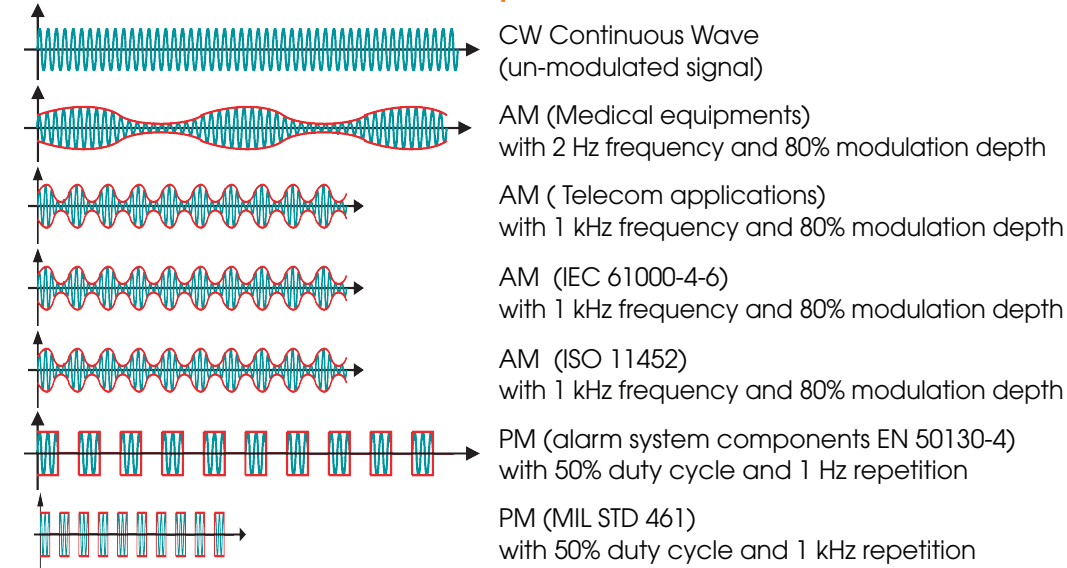 CW Continuous Wave
(un-modulated signal)
AM (Medical equipments)
with 2 Hz frequency and 80% modulation depth
AM ( Telecom applications)
with 1 kHz frequency and 80% modulation depth
AM (IEC 61000-4-6)
with 1 kHz frequency and 80% modulation depth
AM (ISO 11452)
with 1 kHz frequency and 80% modulation depth
PM (alarm system components EN 50130-4)
with 50% duty cycle and 1 Hz repetition
PM (MIL STD 461)
with 50% duty cycle and 1 kHz repetition